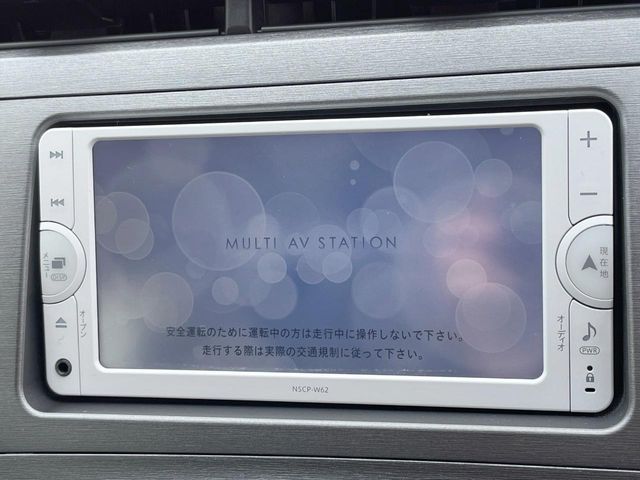 メニュー
DISP
オープン
MULTI AV STATION
安全運転のために運転中の方は走行中に操作しないで下さい。
走行する際は実際の交通規制に従って下さい。
NSCP-W62
+
−
現在地
オーディオ
PWR